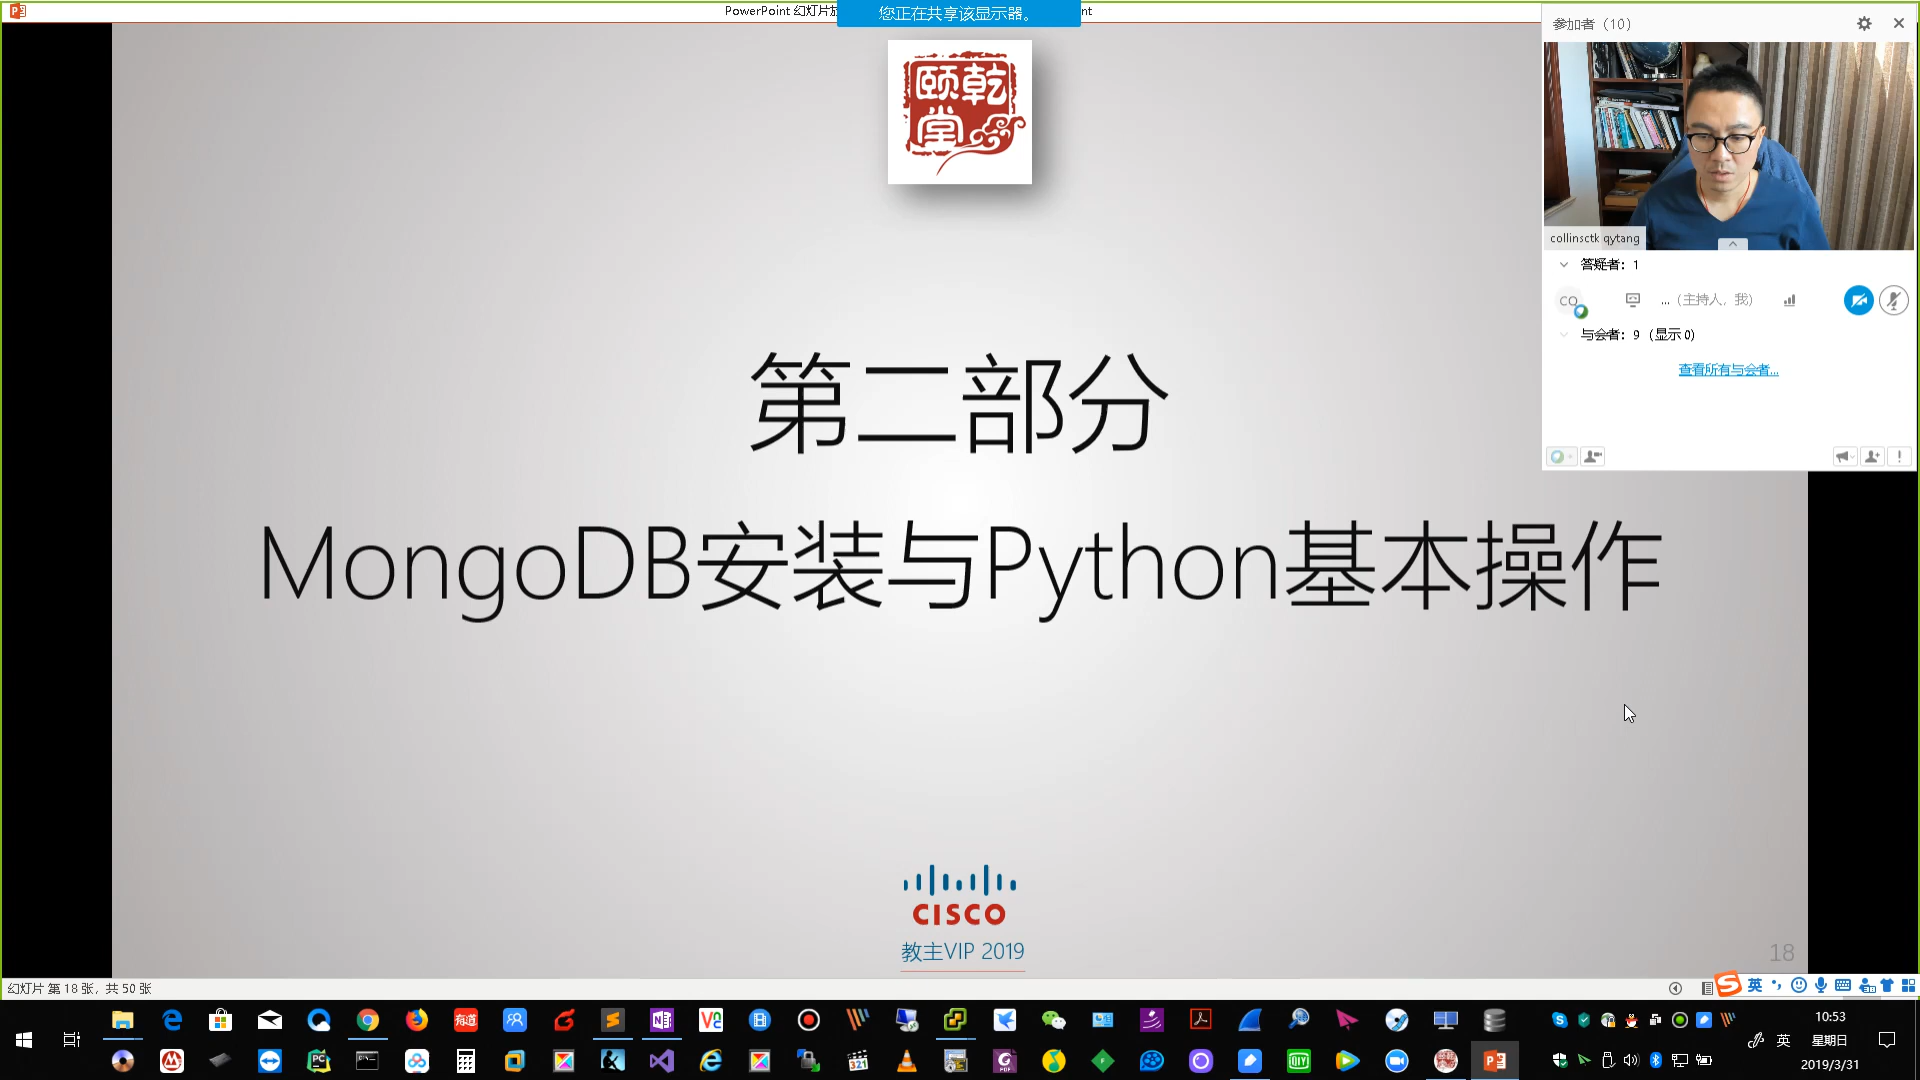 PowerPoint 幻灯片放
您正在共享该显示器。
nt
参加者（10）
颐乾堂
collinsctk qytang
答疑者：1
CO
...（主持人，我）
与会者：9（显示 0）
查看所有与会者...
第二部分
MongoDB安装与Python基本操作
CISCO
教主VIP 2019
18
幻灯片 第 18 张，共 50 张
英
10:53
英
星期日
2019/3/31